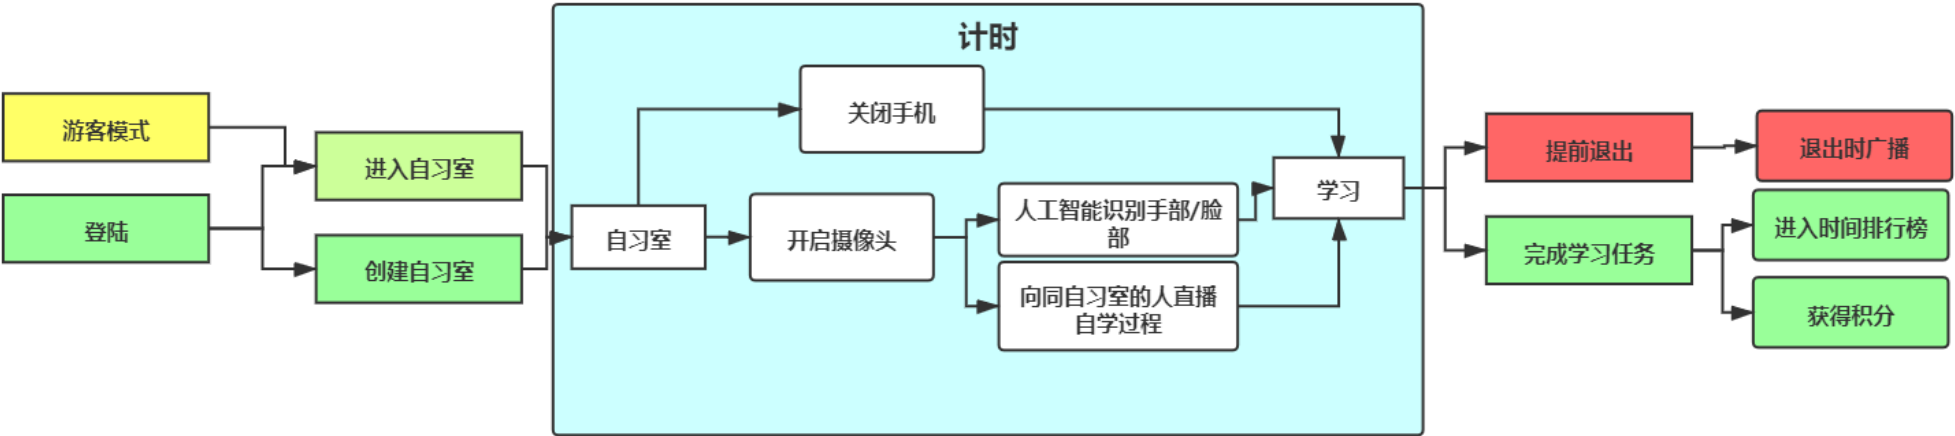 计时
游客模式
登陆
进入自习室
创建自习室
自习室
关闭手机
开启摄像头
人工智能识别手部/脸
部
向同自习室的人直播
自学过程
学习
提前退出
退出时广播
完成学习任务
进入时间排行榜
获得积分